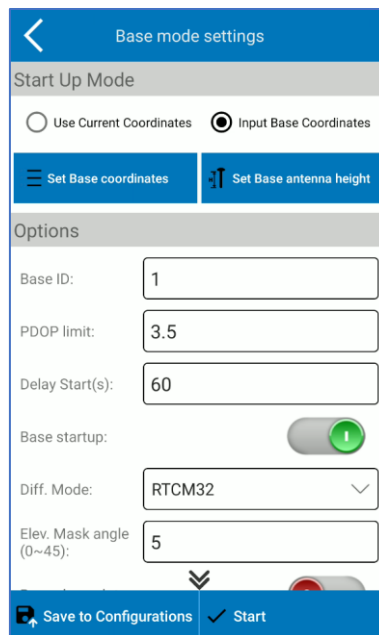 Base mode settings
Start Up Mode
Use Current Coordinates
Input Base Coordinates
Set Base coordinates
Set Base antenna height
Options
Base ID:
1
PDOP limit:
3.5
Delay Start(s):
60
Base startup:
Diff. Mode:
RTCM32
Elev. Mask angle
(0~45):
5
Save to Configurations
Start